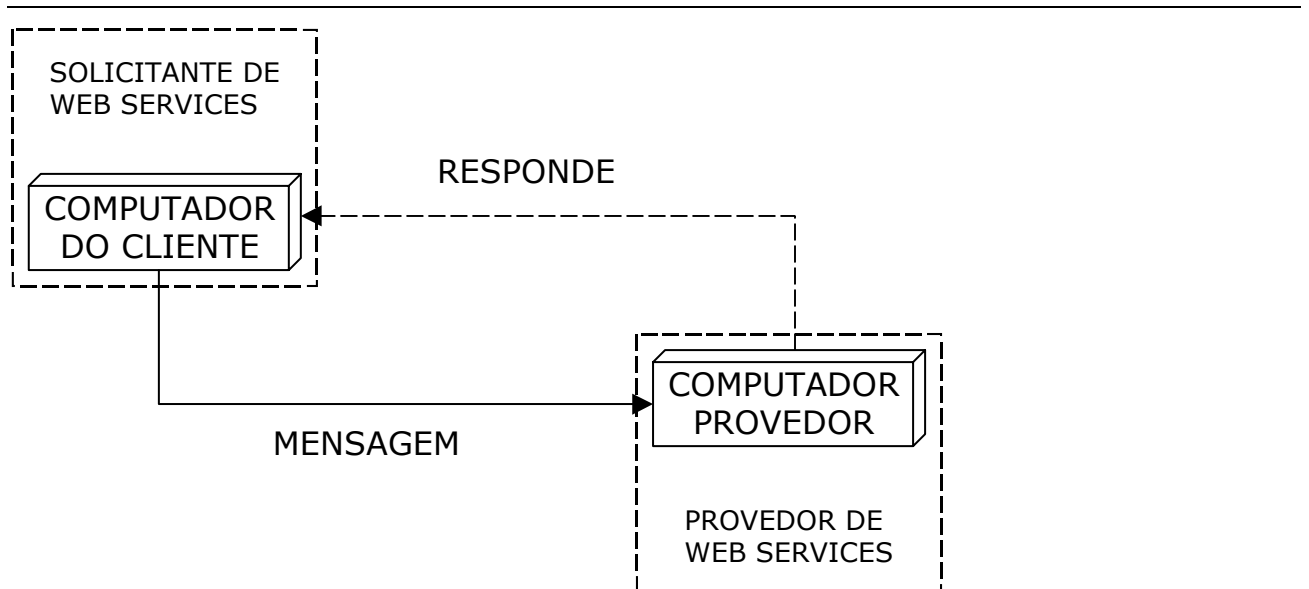 SOLICITANTE DE
WEB SERVICES
COMPUTADOR
DO CLIENTE
RESPONDE
MENSAGEM
COMPUTADOR
PROVEDOR
PROVEDOR DE
WEB SERVICES